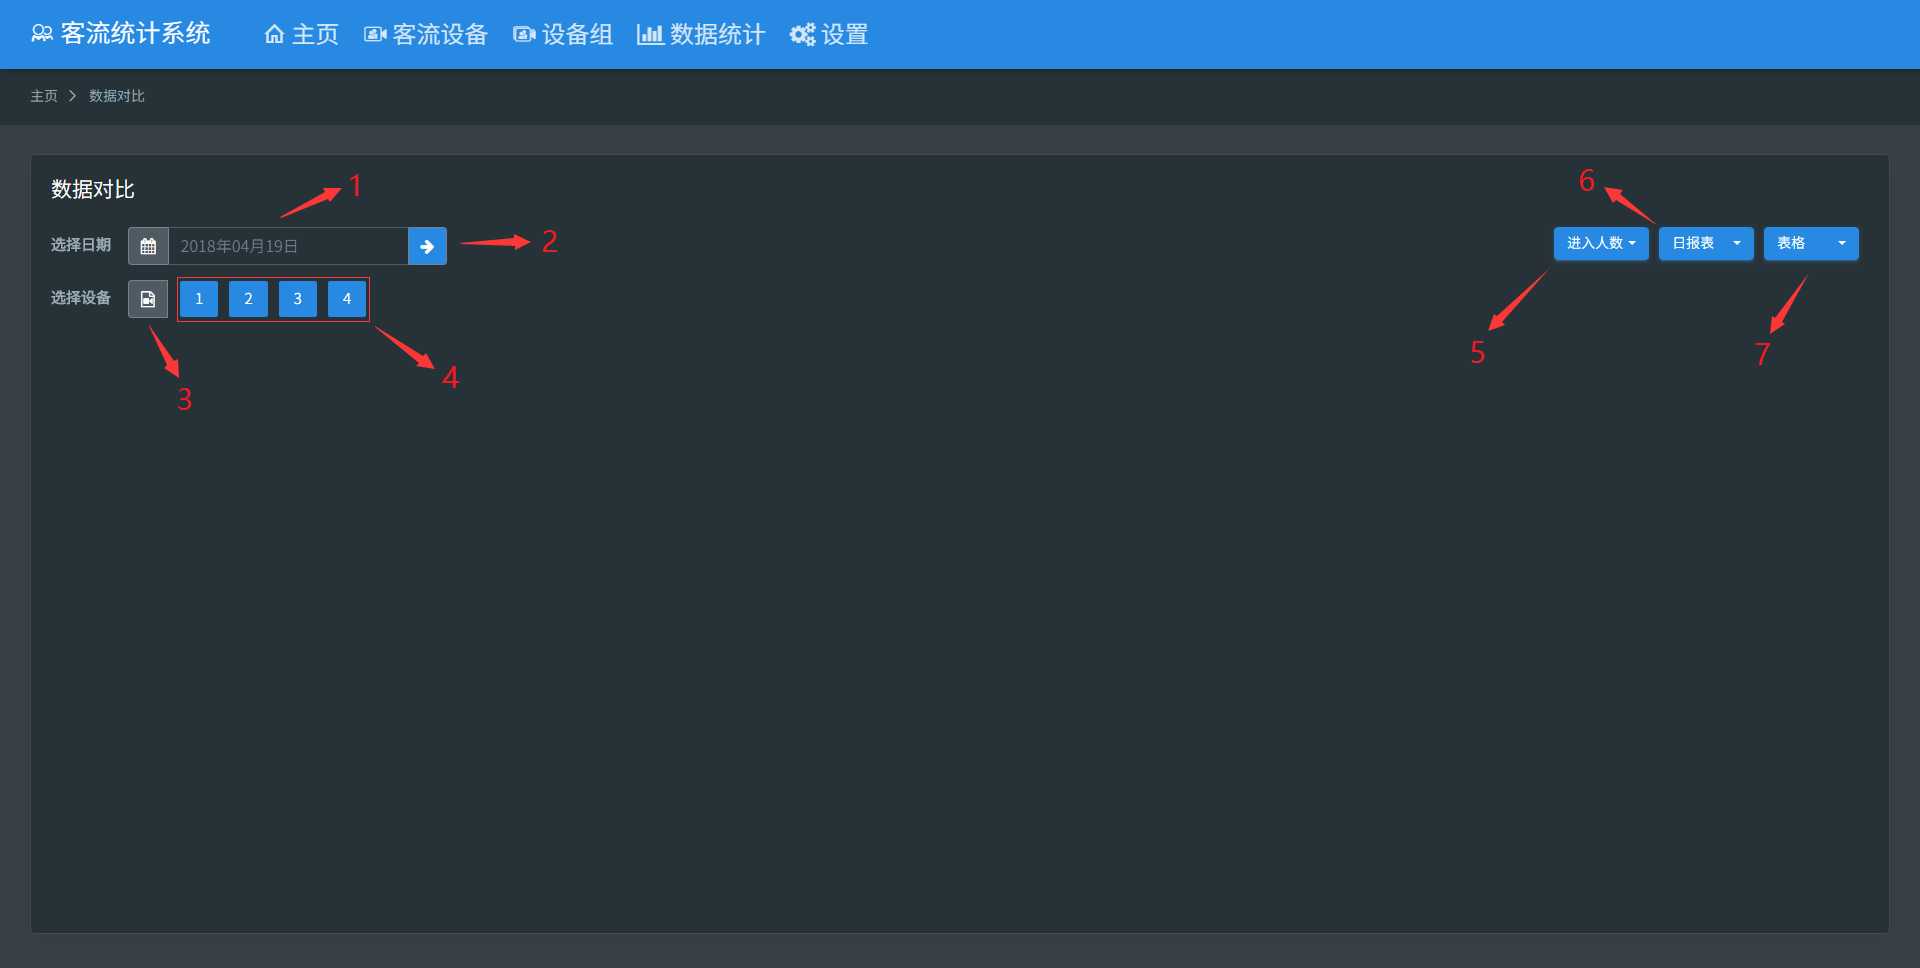 客流统计系统 主页 客流设备 设备组 数据统计 设置
主页 数据对比
数据对比
1
6
选择日期 2018年04月19日 2 进入人数 日报表 表格
选择设备 1 2 3 4
5 7
4
3